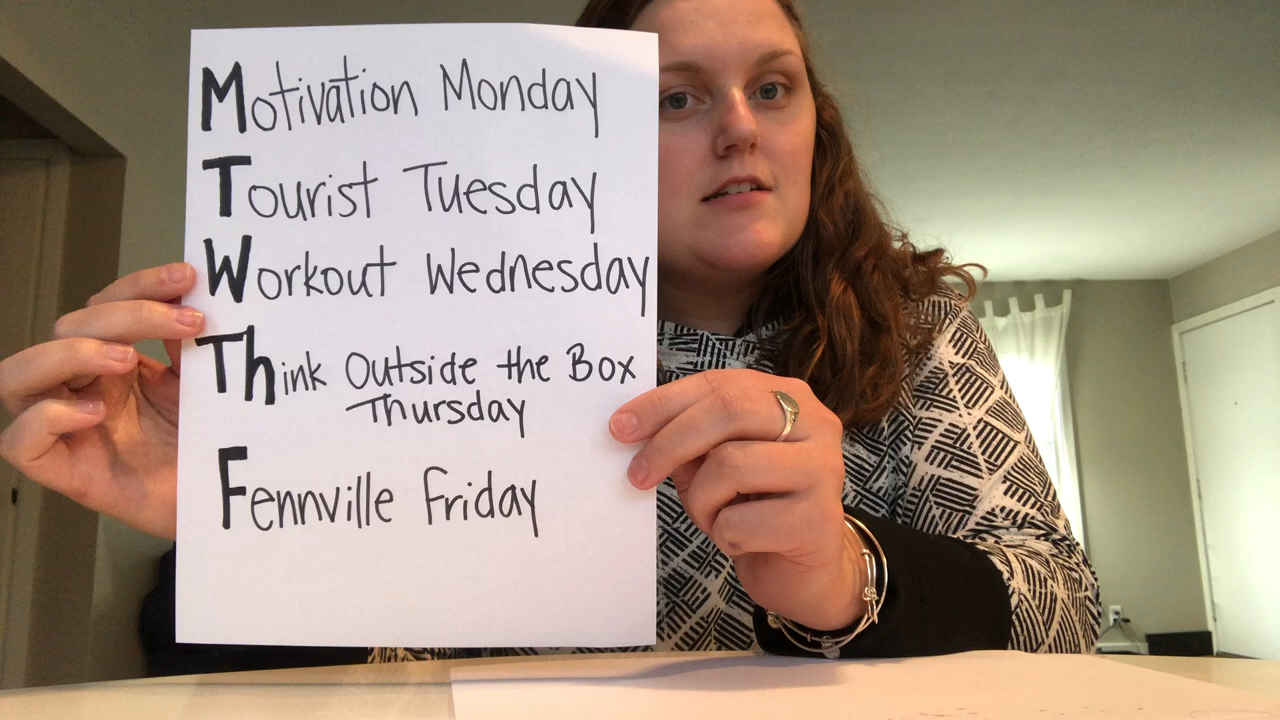 Motivation Monday
Tourist Tuesday
Workout Wednesday
Think Outside the Box
Thursday
Fennville Friday